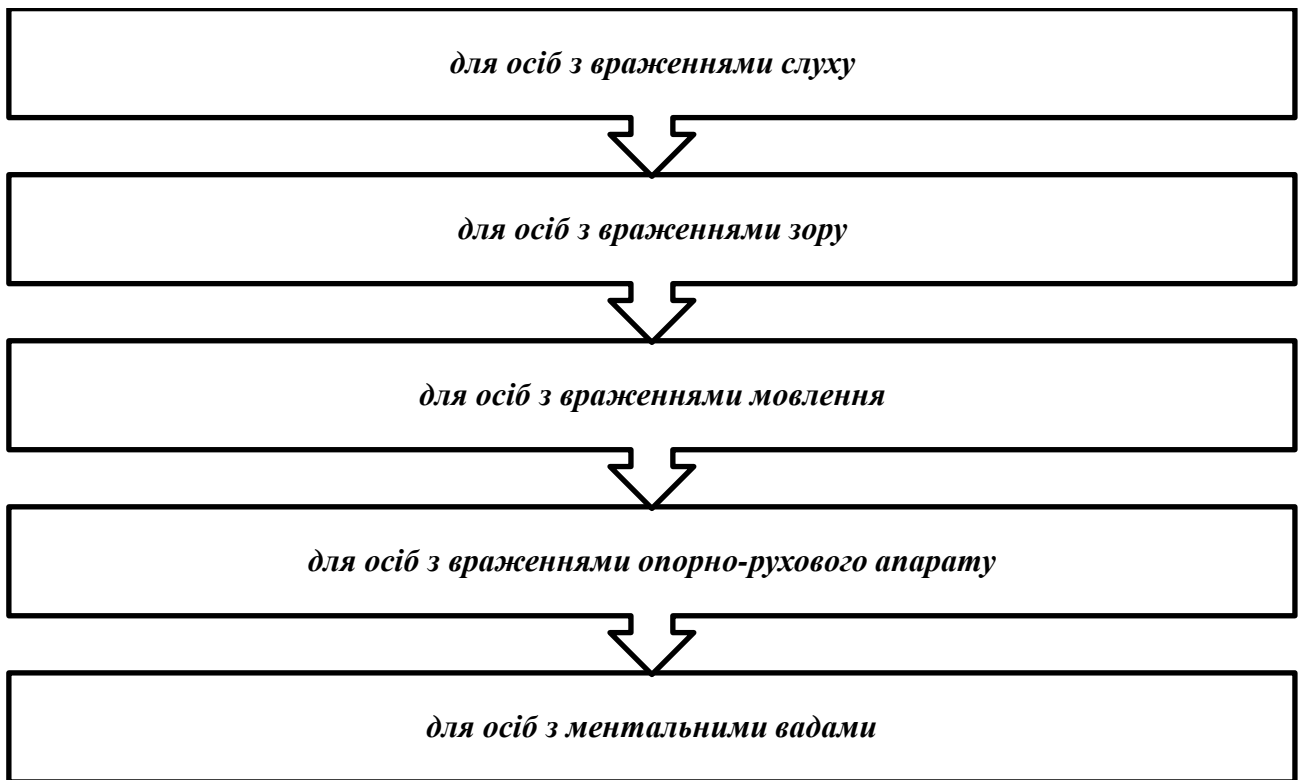 для осіб з враженнями слуху
для осіб з враженнями зору
для осіб з враженнями мовлення
для осіб з враженнями опорно-рухового апарату
для осіб з ментальними вадами